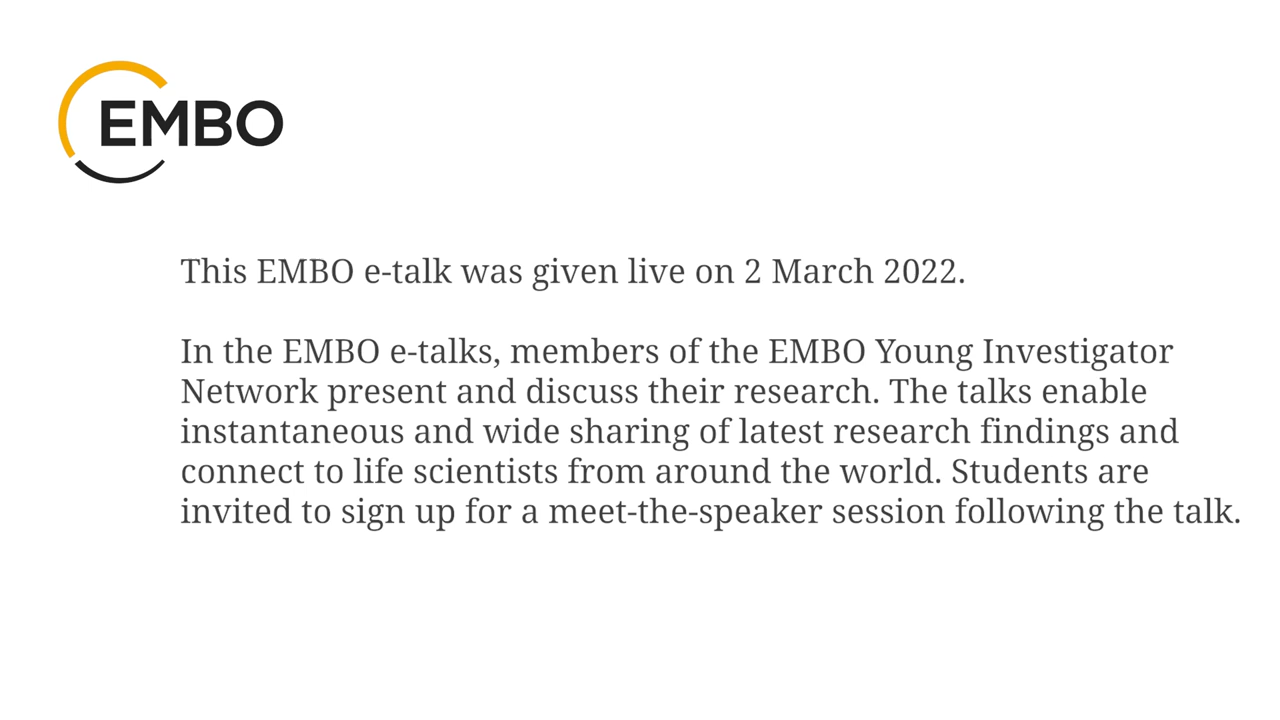 EMBO
This EMBO e-talk was given live on 2 March 2022.
In the EMBO e-talks, members of the EMBO Young Investigator
Network present and discuss their research. The talks enable
instantaneous and wide sharing of latest research findings and
connect to life scientists from around the world. Students are
invited to sign up for a meet-the-speaker session following the talk.